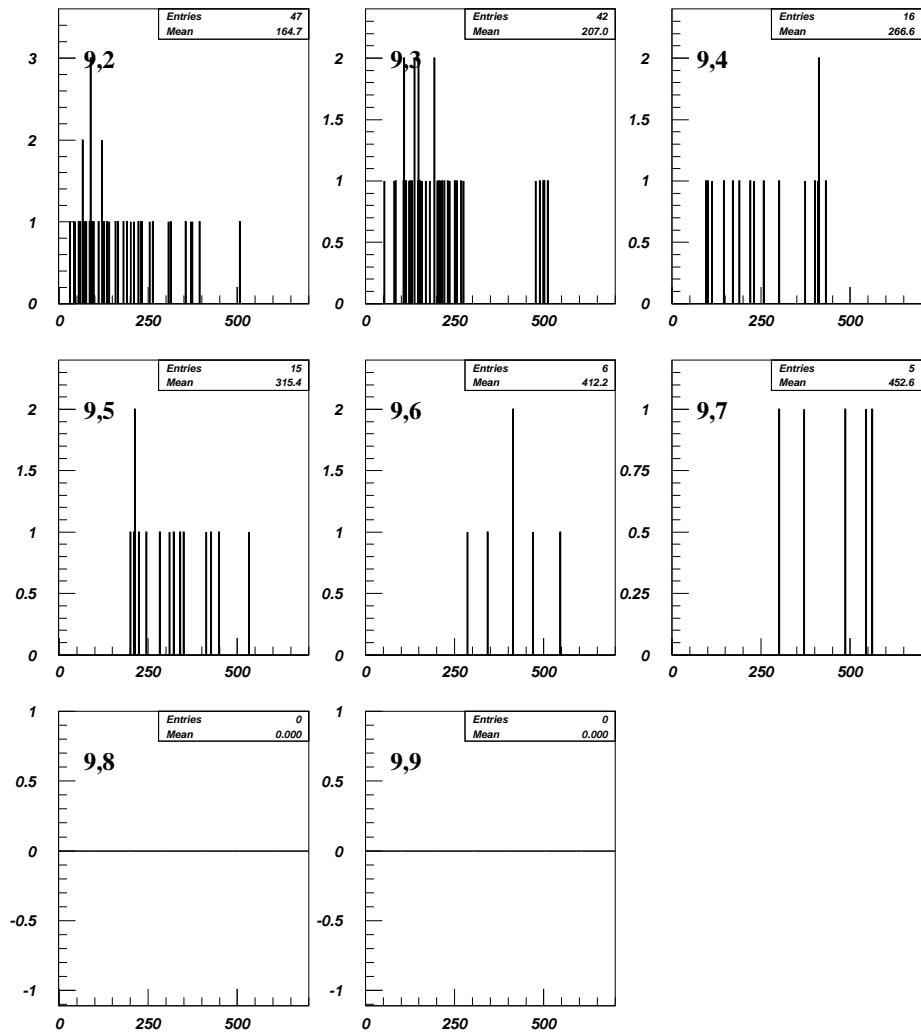 Entries 47
Mean 164.7
9,2
3
2
1
0
0 250 500
Entries 42
Mean 207.0
9,3
2
1.5
1
0.5
0
0 250 500
Entries 16
Mean 266.6
9,4
2
1.5
1
0.5
0
0 250 500
Entries 15
Mean 315.4
9,5
2
1.5
1
0.5
0
0 250 500
Entries 6
Mean 412.2
9,6
2
1.5
1
0.5
0
0 250 500
Entries 5
Mean 452.6
9,7
1
0.75
0.5
0.25
0
0 250 500
Entries 0
Mean 0.000
9,8
1
0.5
0
-0.5
-1
0 250 500
Entries 0
Mean 0.000
9,9
1
0.5
0
-0.5
-1
0 250 500